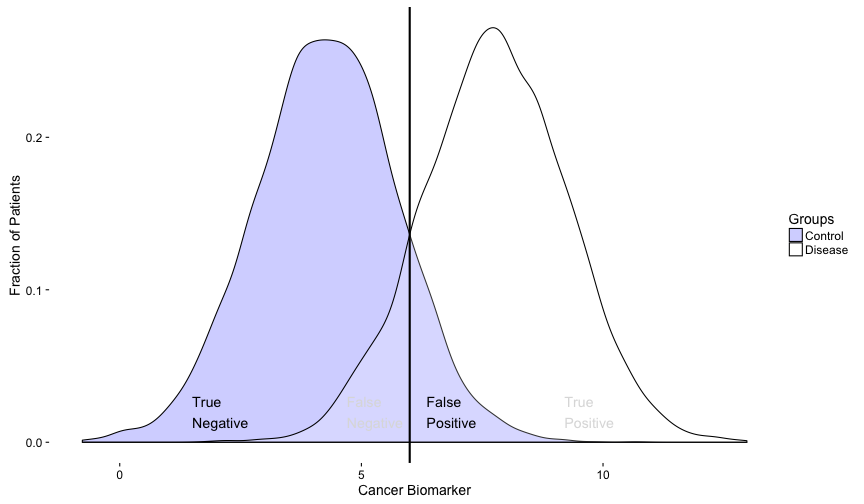 0.2
0.1
0.0
Fraction of Patients
True
Negative
False
Negative
False
Positive
True
Positive
0
5
10
Cancer Biomarker
Groups
Control
Disease